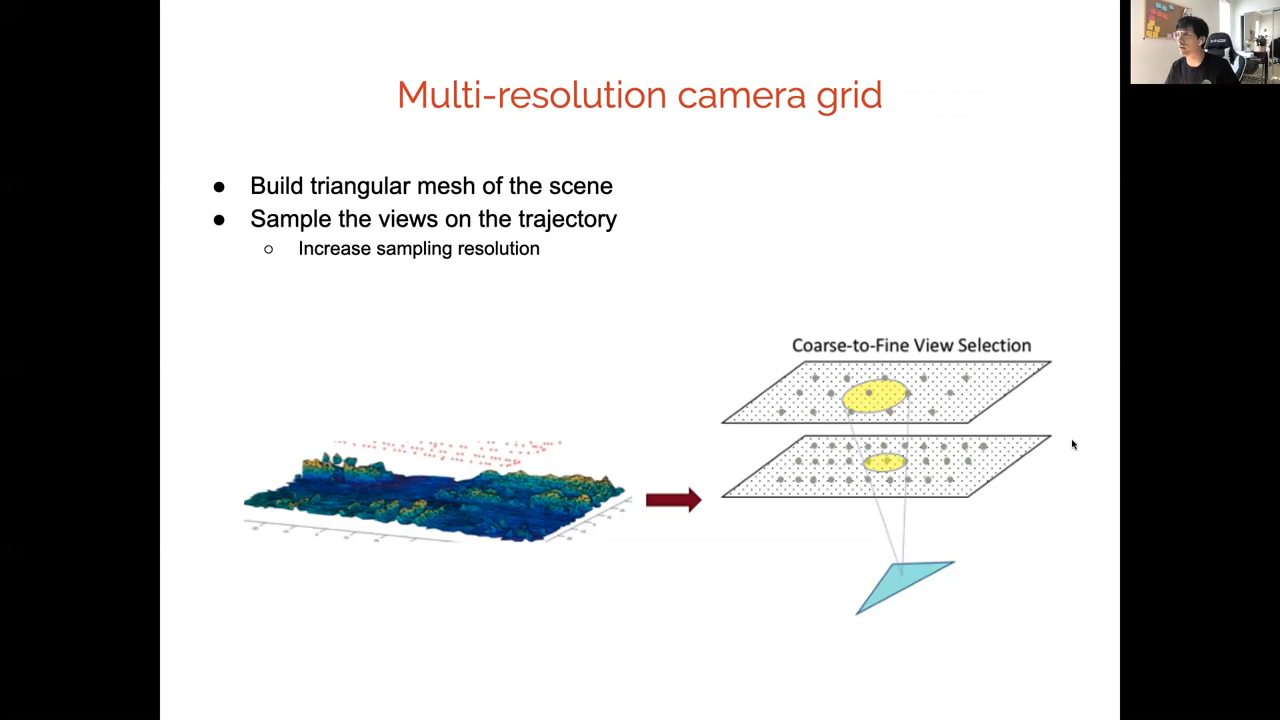 Multi-resolution camera grid
● Build triangular mesh of the scene
● Sample the views on the trajectory
○ Increase sampling resolution
Coarse-to-Fine View Selection